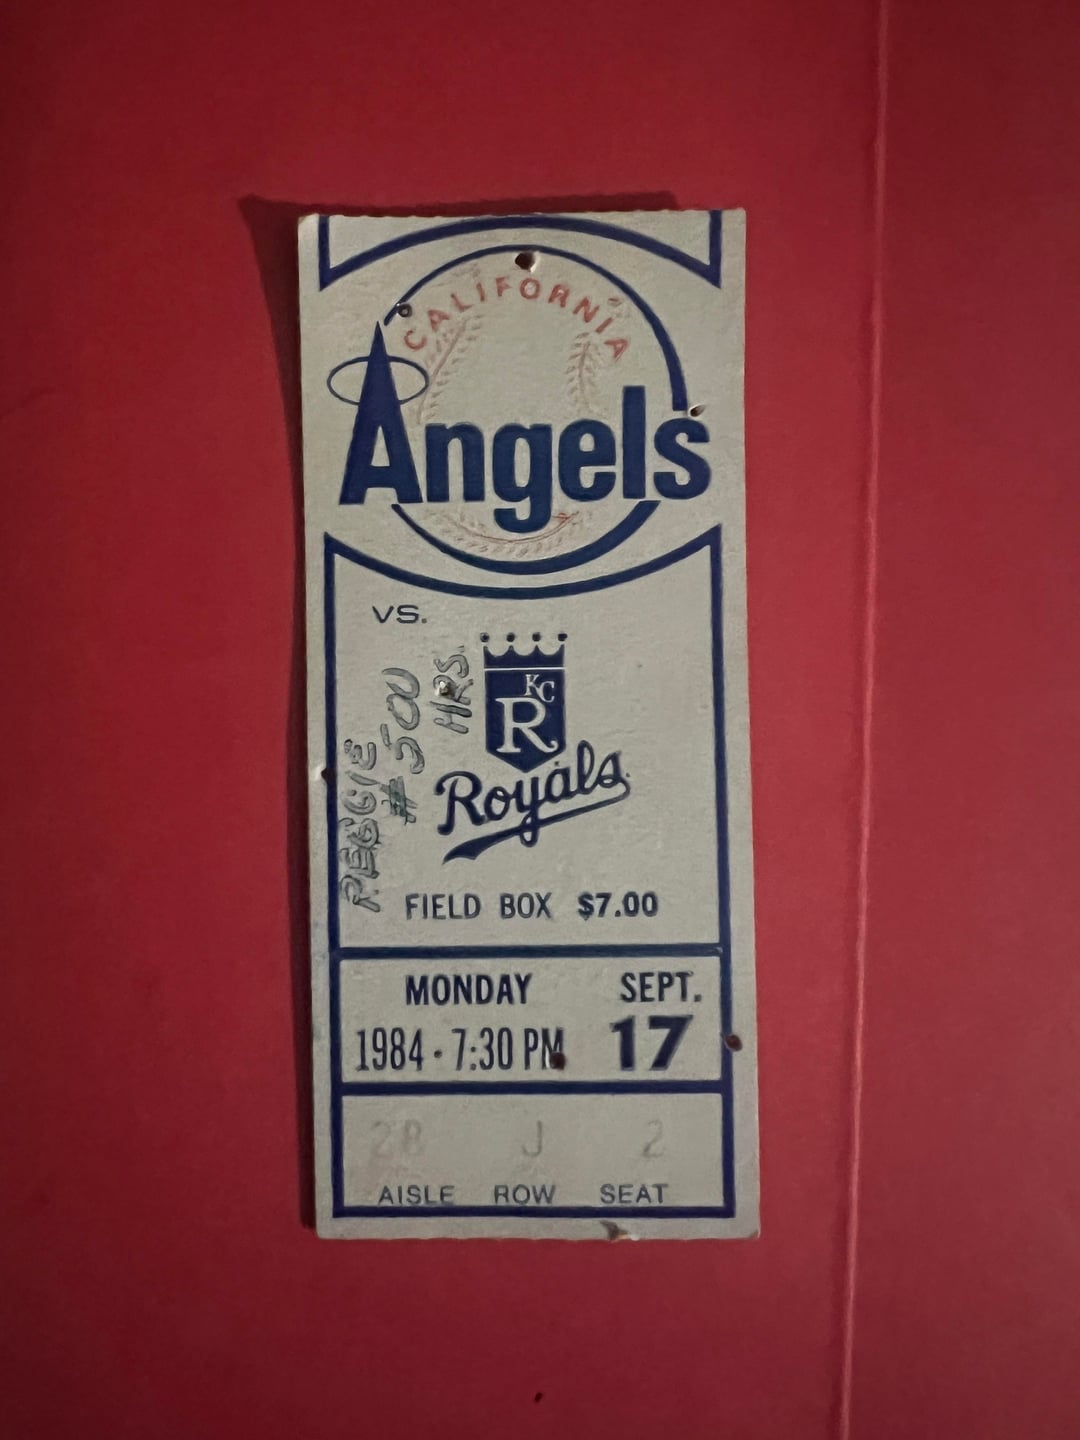 CALIFORNIA
Angels
VS.
REGGIE
#500
HRS.
KC
R
Royals
FIELD BOX $7.00
MONDAY SEPT.
1984 · 7:30 PM 17
28 J 2
AISLE ROW SEAT